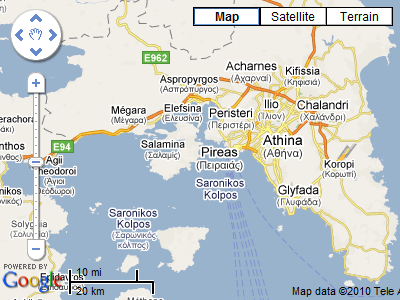 Map
Satellite
Terrain
E962
Acharnes
(Αχαρναί)
Kifissia
(Κηφισιά)
Aspropyrgos
(Ασπρόπυργος)
Elefsina
(Ελευσίνα)
Peristeri
(Περιστέρι)
Ilio
(Ίλιον)
Chalandri
(Χαλάνδρι)
Mégara
(Μέγαρα)
E94
Salamina
(Σαλαμίς)
Pireas
(Πειραιάς)
Athina
(Αθήνα)
Koropi
(Κορωπί)
Agii
Theodoroi
(Άγιοι
Θεόδωροι)
Glyfada
(Γλυφάδα)
Saronikos
Kolpos
Saronikos
Kolpos
(Σαρωνικός
κόλπος)
POWERED BY
Google
10 mi
20 km
Map data ©2010 Tele A